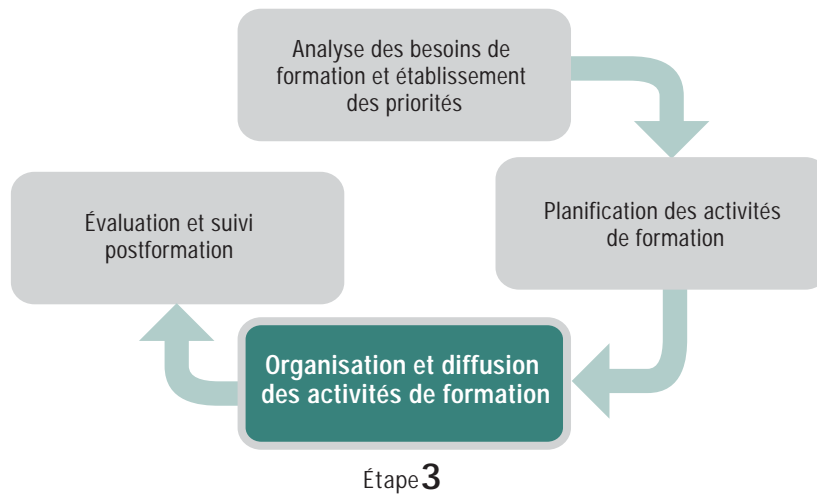 Analyse des besoins de
formation et établissement
des priorités
Planification des activités
de formation
Évaluation et suivi
postformation
Organisation et diffusion
des activités de formation
Étape 3